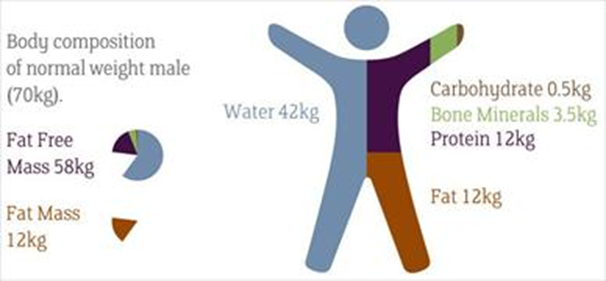 Body composition
of normal weight male
(70kg).
Fat Free
Mass 58kg
Fat Mass
12kg
Water 42kg
Carbohydrate 0.5kg
Bone Minerals 3.5kg
Protein 12kg
Fat 12kg